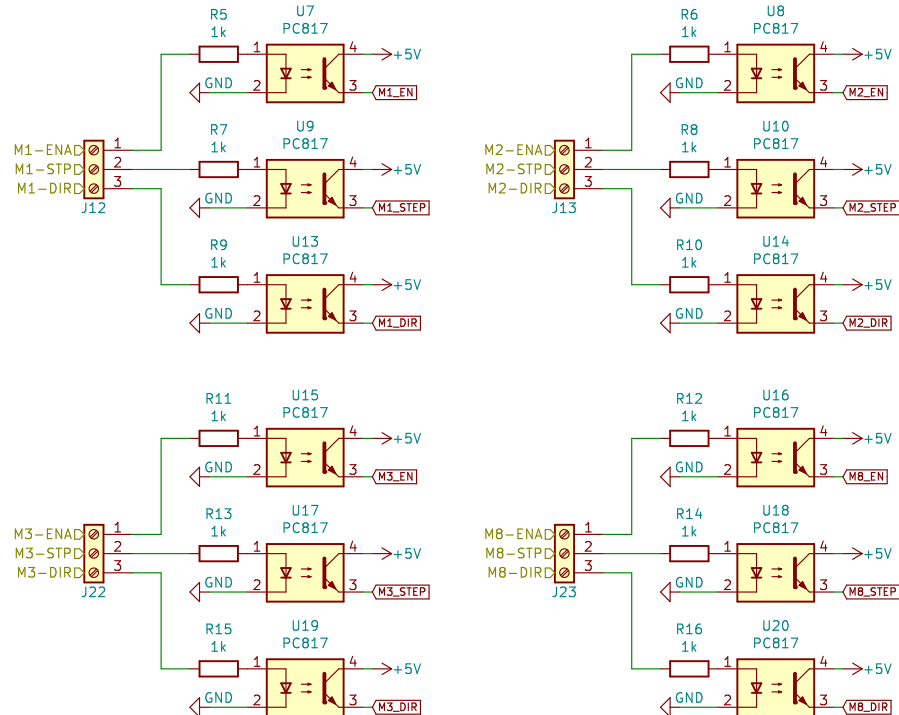 R5
1k
U7
PC817
1
4
+5V
GND
2
3
M1_EN
M1-ENA
1
M1-STP
2
M1-DIR
3
J12
R7
1k
U9
PC817
1
4
+5V
GND
2
3
M1_STEP
R9
1k
U13
PC817
1
4
+5V
GND
2
3
M1_DIR
R6
1k
U8
PC817
1
4
+5V
GND
2
3
M2_EN
M2-ENA
1
M2-STP
2
M2-DIR
3
J13
R8
1k
U10
PC817
1
4
+5V
GND
2
3
M2_STEP
R10
1k
U14
PC817
1
4
+5V
GND
2
3
M2_DIR
R11
1k
U15
PC817
1
4
+5V
GND
2
3
M3_EN
M3-ENA
1
M3-STP
2
M3-DIR
3
J22
R13
1k
U17
PC817
1
4
+5V
GND
2
3
M3_STEP
R15
1k
U19
PC817
1
4
+5V
GND
2
3
M3_DIR
R12
1k
U16
PC817
1
4
+5V
GND
2
3
M8_EN
M8-ENA
1
M8-STP
2
M8-DIR
3
J23
R14
1k
U18
PC817
1
4
+5V
GND
2
3
M8_STEP
R16
1k
U20
PC817
1
4
+5V
GND
2
3
M8_DIR